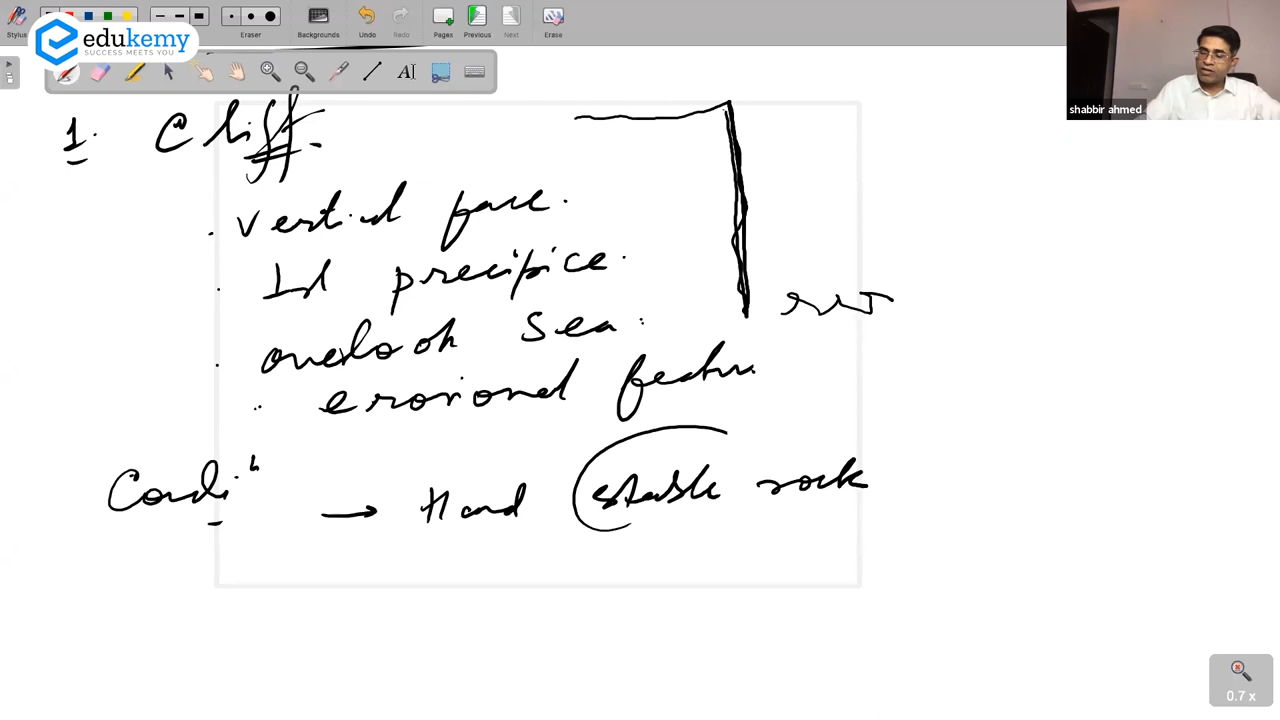 Stylus
Eraser
Backgrounds
Undo
Redo
Pages
Previous
Next
Erase
edukemy
SUCCESS MEETS YOU
shabbir ahmed
1. Cliff
. vertical face.
. precipice.
. overlook Sea.
. erosional feature
Condi → Hard stable rock
0.7 x